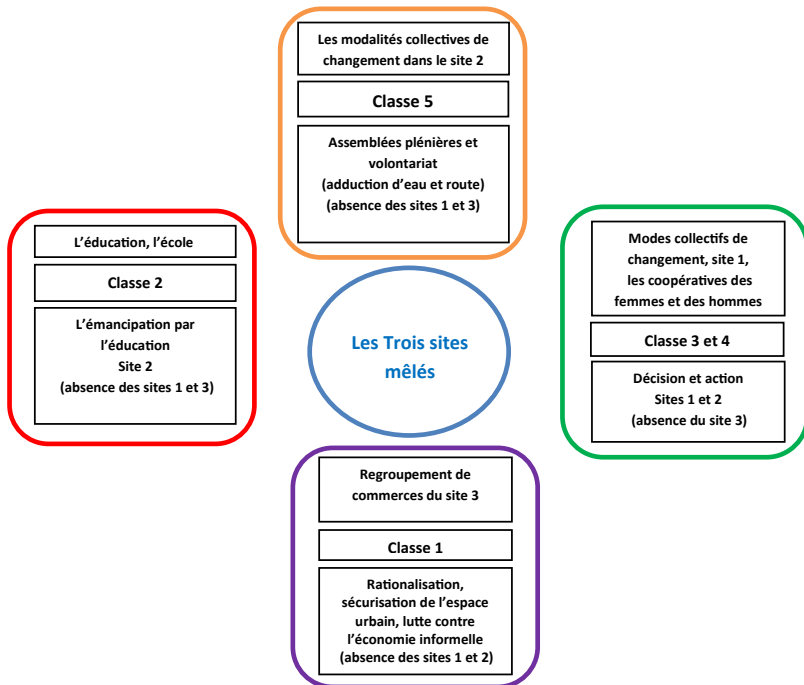 Les modalités collectives de
changement dans le site 2
Classe 5
Assemblées plénières et
volontariat
(adduction d'eau et route)
(absence des sites 1 et 3)
L'éducation, l'école
Classe 2
L'émancipation par
l'éducation
Site 2
(absence des sites 1 et 3)
Les Trois sites
mêlés
Modes collectifs de
changement, site 1,
les coopératives des
femmes et des hommes
Classe 3 et 4
Décision et action
Sites 1 et 2
(absence du site 3)
Regroupement de
commerces du site 3
Classe 1
Rationalisation,
sécurisation de l'espace
urbain, lutte contre
l'économie informelle
(absence des sites 1 et 2)